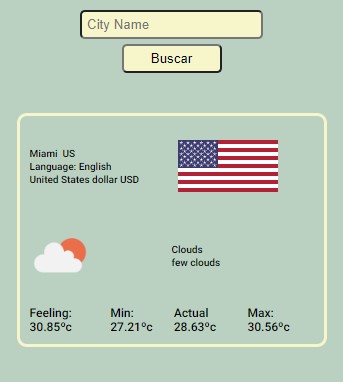 City Name
Buscar
Miami US
Language: English
United States dollar USD
Clouds
few clouds
Feeling: Min: Actual Max:
30.85ºc 27.21ºc 28.63ºc 30.56ºc